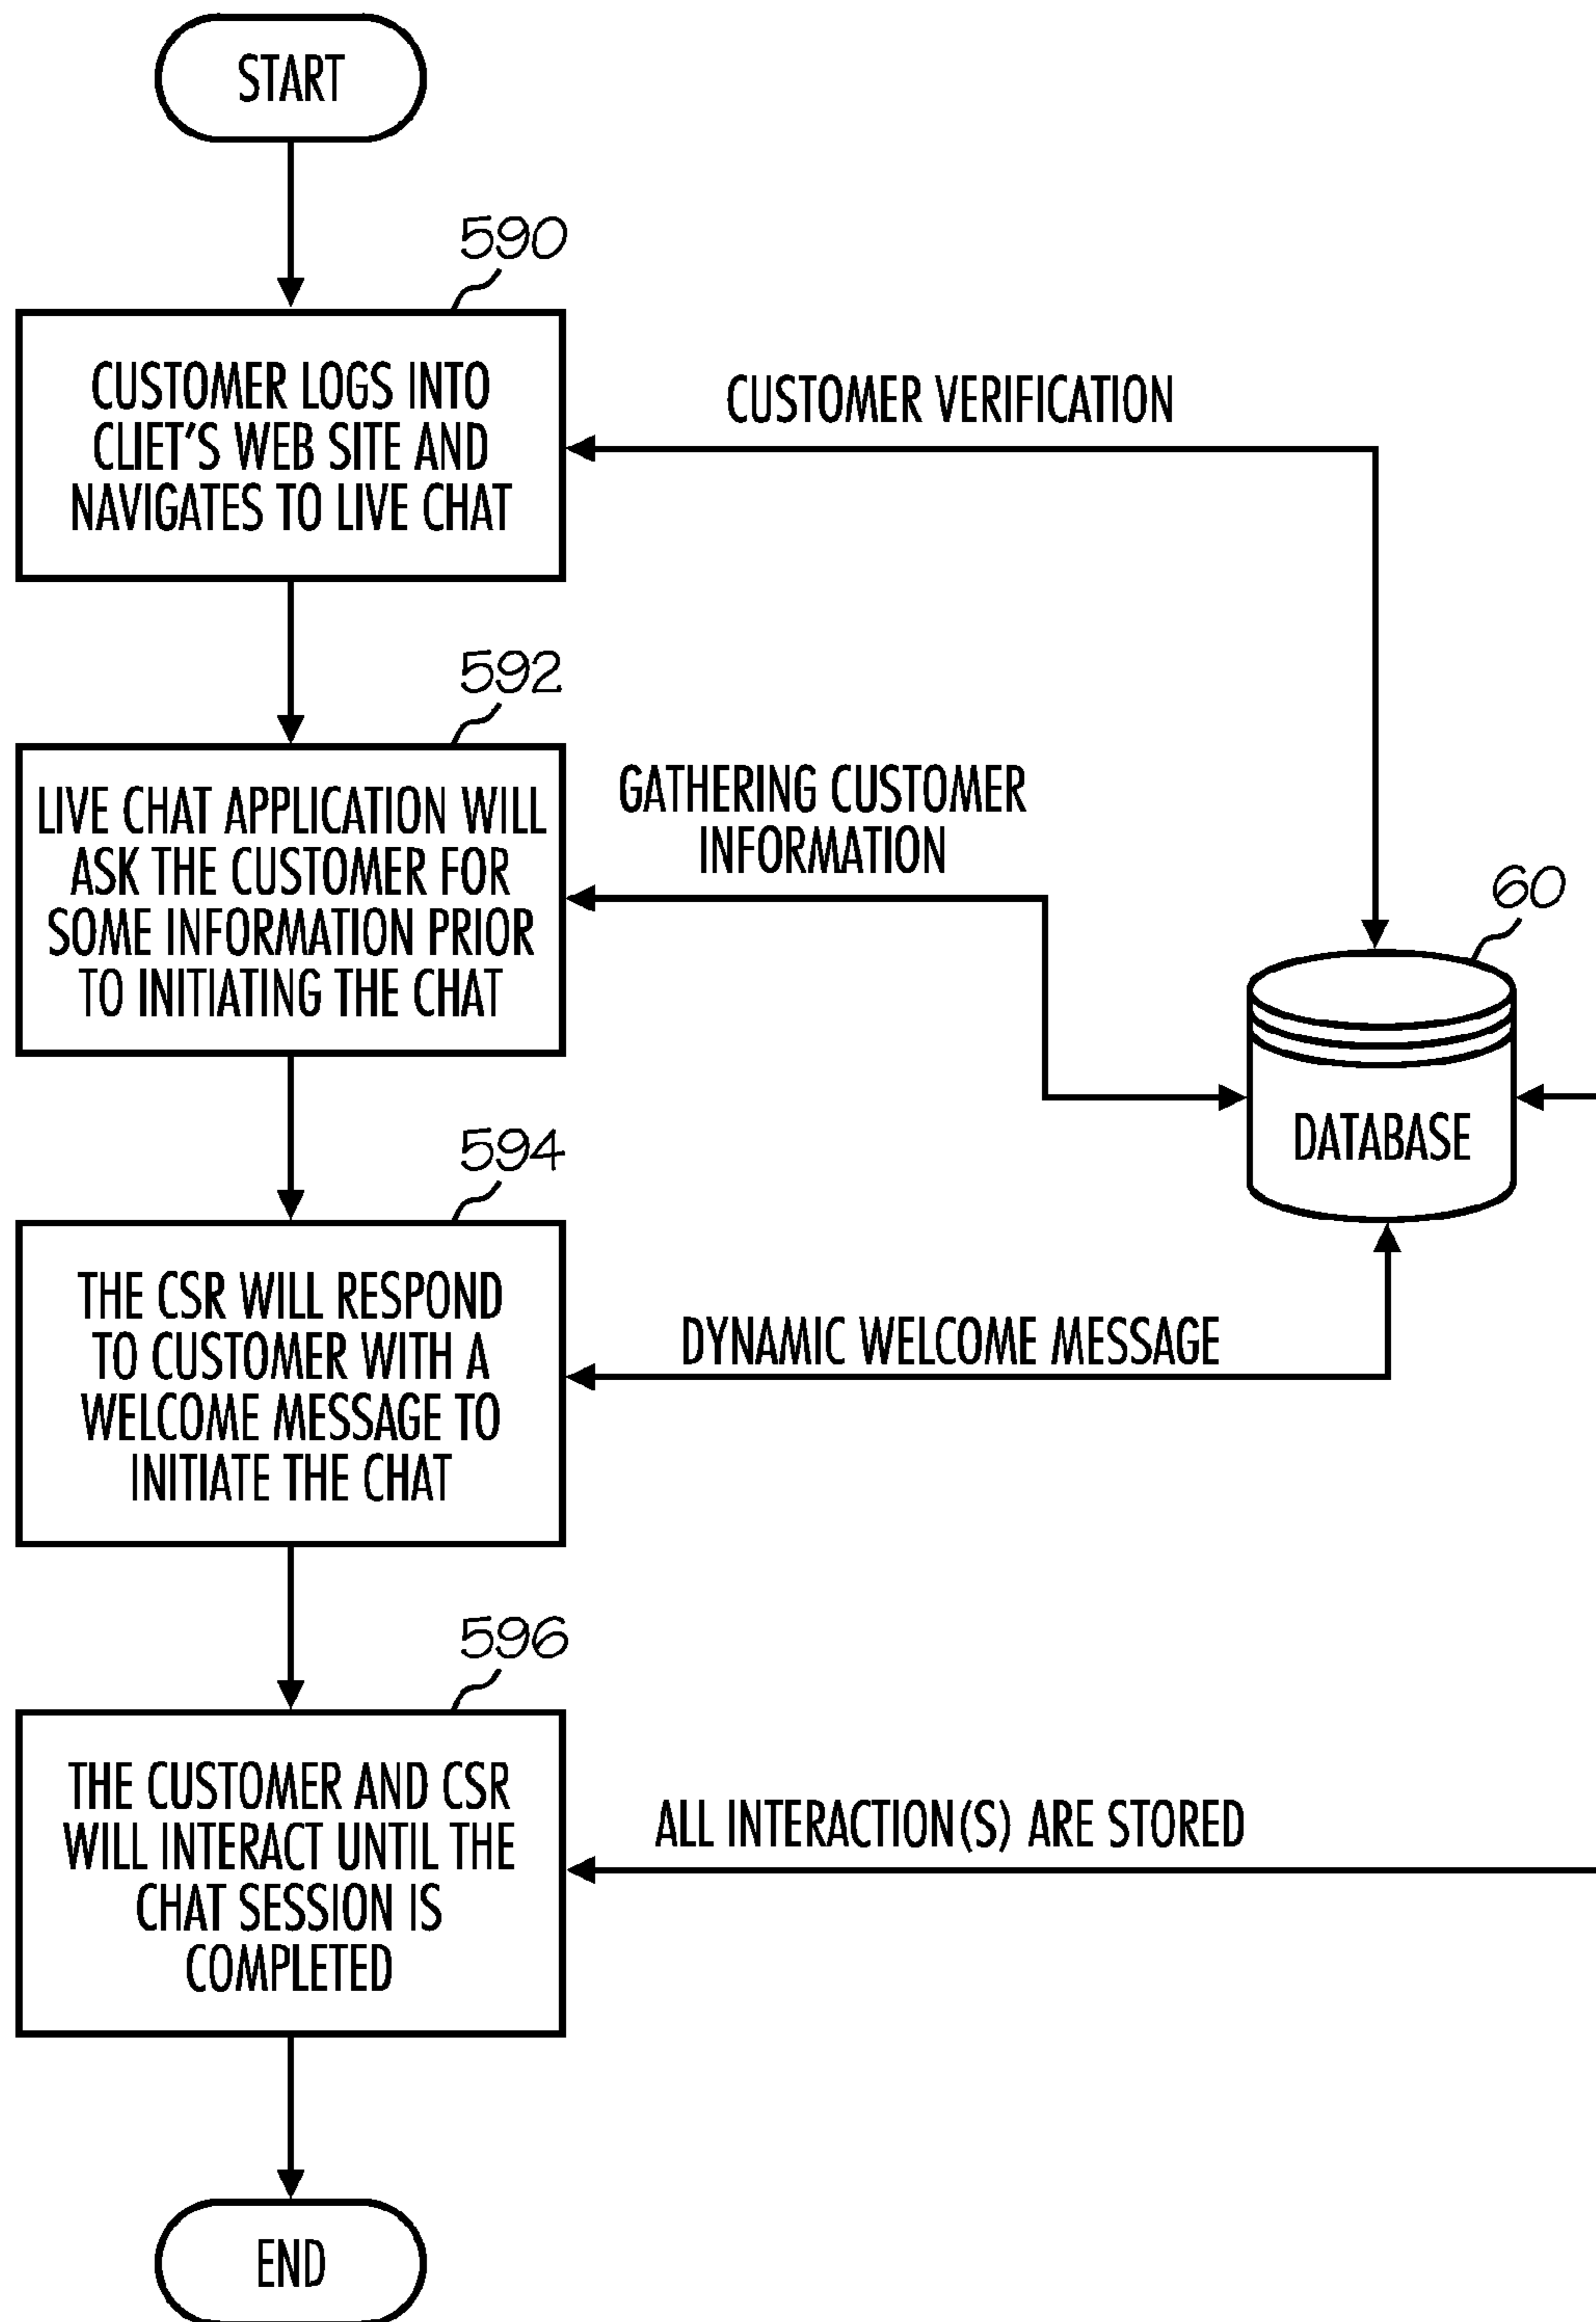 START
590
CUSTOMER LOGS INTO
CLIET'S WEB SITE AND
NAVIGATES TO LIVE CHAT
CUSTOMER VERIFICATION
592
LIVE CHAT APPLICATION WILL
ASK THE CUSTOMER FOR
SOME INFORMATION PRIOR
TO INITIATING THE CHAT
GATHERING CUSTOMER
INFORMATION
60
DATABASE
594
THE CSR WILL RESPOND
TO CUSTOMER WITH A
WELCOME MESSAGE TO
INITIATE THE CHAT
DYNAMIC WELCOME MESSAGE
596
THE CUSTOMER AND CSR
WILL INTERACT UNTIL THE
CHAT SESSION IS
COMPLETED
ALL INTERACTION(S) ARE STORED
END